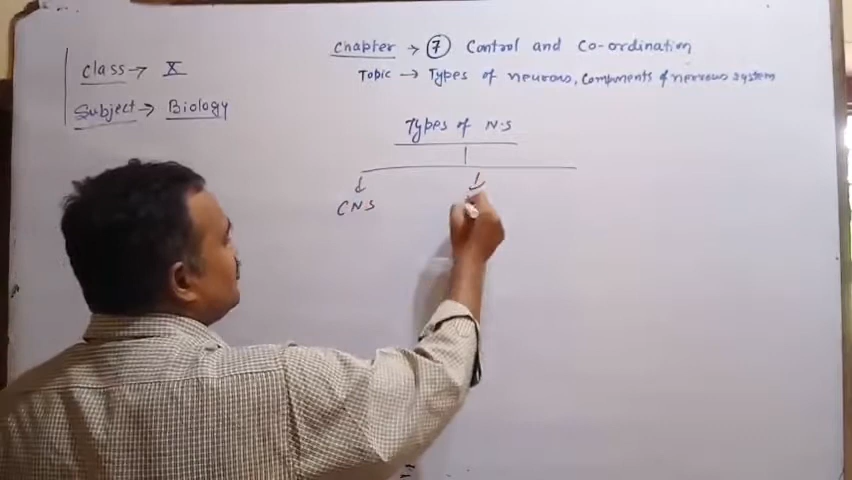 Class → X
Subject → Biology
Chapter → 7 Control and Co-ordination
Topic → Types of neurons, Components of nervous system
Types of N.S
CNS